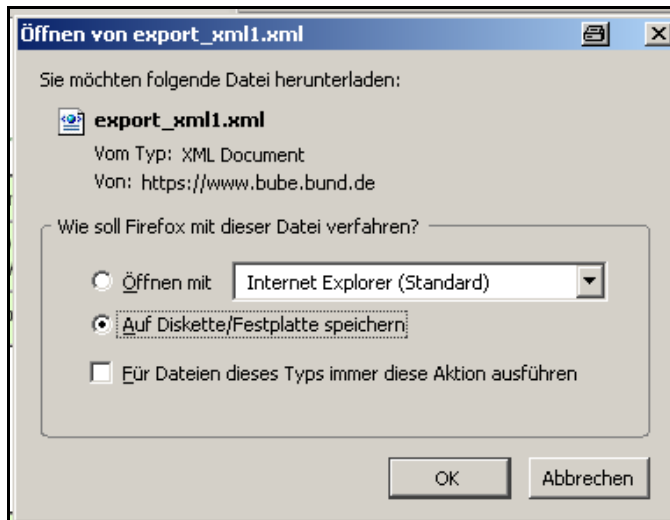 Öffnen von export_xml1.xml
Sie möchten folgende Datei herunterladen:
export_xml1.xml
Vom Typ: XML Document
Von: https://www.bube.bund.de
Wie soll Firefox mit dieser Datei verfahren?
Öffnen mit Internet Explorer (Standard)
Auf Diskette/Festplatte speichern
Für Dateien dieses Typs immer diese Aktion ausführen
OK Abbrechen